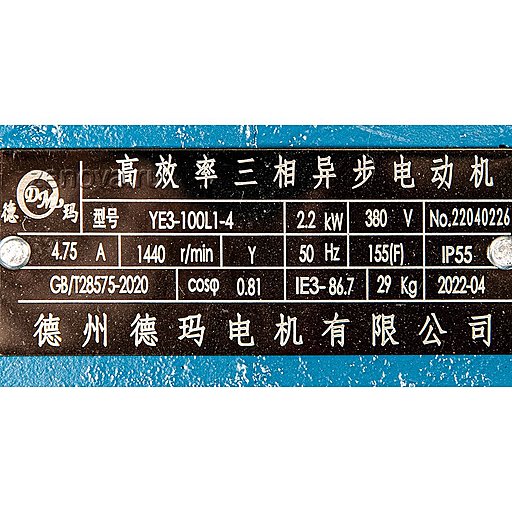 高效率三相异步电动机
DM
德 玛
型号 YE3-100L1-4 2.2 kW 380 V No.22040226
4.75 A 1440 r/min Y 50 Hz 155(F) IP55
GB/T28575-2020 cosφ 0.81 IE3-86.7 29 Kg 2022-04
德州德玛电机有限公司